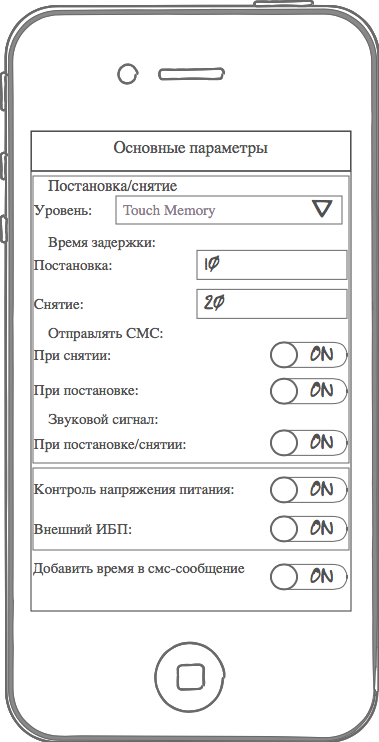 Основные параметры
Постановка/снятие
Уровень: Touch Memory
Время задержки:
Постановка: 10
Снятие: 20
Отправлять СМС:
При снятии: ON
При постановке: ON
Звуковой сигнал:
При постановке/снятии: ON
Контроль напряжения питания: ON
Внешний ИБП: ON
Добавить время в смс-сообщение ON